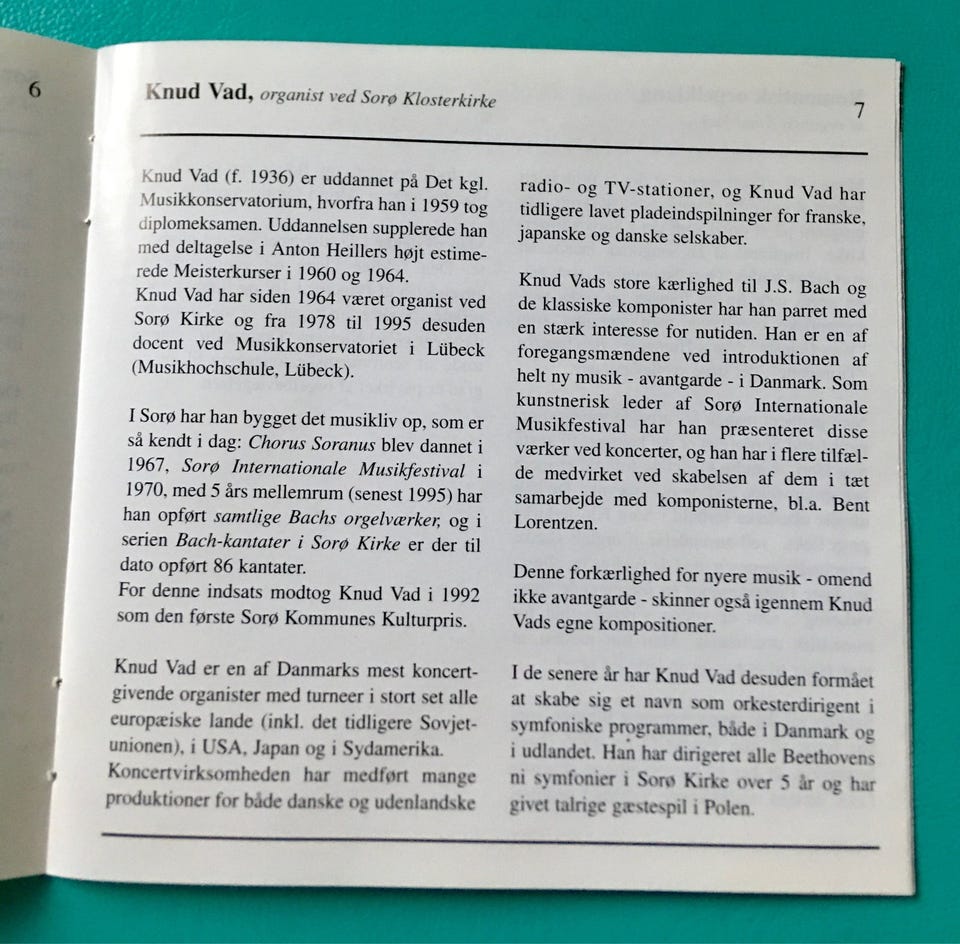 6
Knud Vad, organist ved Sorø Klosterkirke
7
Knud Vad (f. 1936) er uddannet på Det kgl.
Musikkonservatorium, hvorfra han i 1959 tog
diplomeksamen. Uddannelsen supplerede han
med deltagelse i Anton Heillers højt estime-
rede Meisterkurser i 1960 og 1964.
Knud Vad har siden 1964 været organist ved
Sorø Kirke og fra 1978 til 1995 desuden
docent ved Musikkonservatoriet i Lübeck
(Musikhochschule, Lübeck).
I Sorø har han bygget det musikliv op, som er
så kendt i dag: Chorus Soranus blev dannet i
1967, Sorø Internationale Musikfestival i
1970, med 5 års mellemrum (senest 1995) har
han opført samtlige Bachs orgelværker, og i
serien Bach-kantater i Sorø Kirke er der til
dato opført 86 kantater.
For denne indsats modtog Knud Vad i 1992
som den første Sorø Kommunes Kulturpris.
Knud Vad er en af Danmarks mest koncert-
givende organister med turneer i stort set alle
europæiske lande (inkl. det tidligere Sovjet-
unionen), i USA, Japan og i Sydamerika.
Koncertvirksomheden har medført mange
produktioner for både danske og udenlandske
radio- og TV-stationer, og Knud Vad har
tidligere lavet pladeindspilninger for franske,
japanske og danske selskaber.
Knud Vads store kærlighed til J.S. Bach og
de klassiske komponister har han parret med
en stærk interesse for nutiden. Han er en af
foregangsmændene ved introduktionen af
helt ny musik - avantgarde - i Danmark. Som
kunstnerisk leder af Sorø Internationale
Musikfestival har han præsenteret disse
værker ved koncerter, og han har i flere tilfæl-
de medvirket ved skabelsen af dem i tæt
samarbejde med komponisterne, bl.a. Bent
Lorentzen.
Denne forkærlighed for nyere musik - omend
ikke avantgarde - skinner også igennem Knud
Vads egne kompositioner.
I de senere år har Knud Vad desuden formået
at skabe sig et navn som orkesterdirigent i
symfoniske programmer, både i Danmark og
i udlandet. Han har dirigeret alle Beethovens
ni symfonier i Sorø Kirke over 5 år og har
givet talrige gæstespil i Polen.